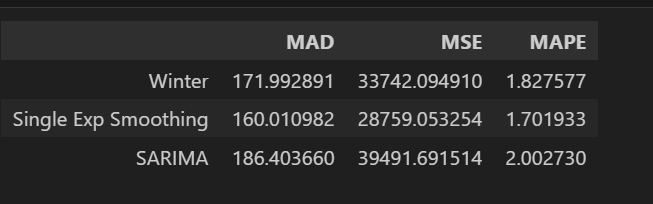 MAD MSE MAPE
Winter 171.992891 33742.094910 1.827577
Single Exp Smoothing 160.010982 28759.053254 1.701933
SARIMA 186.403660 39491.691514 2.002730